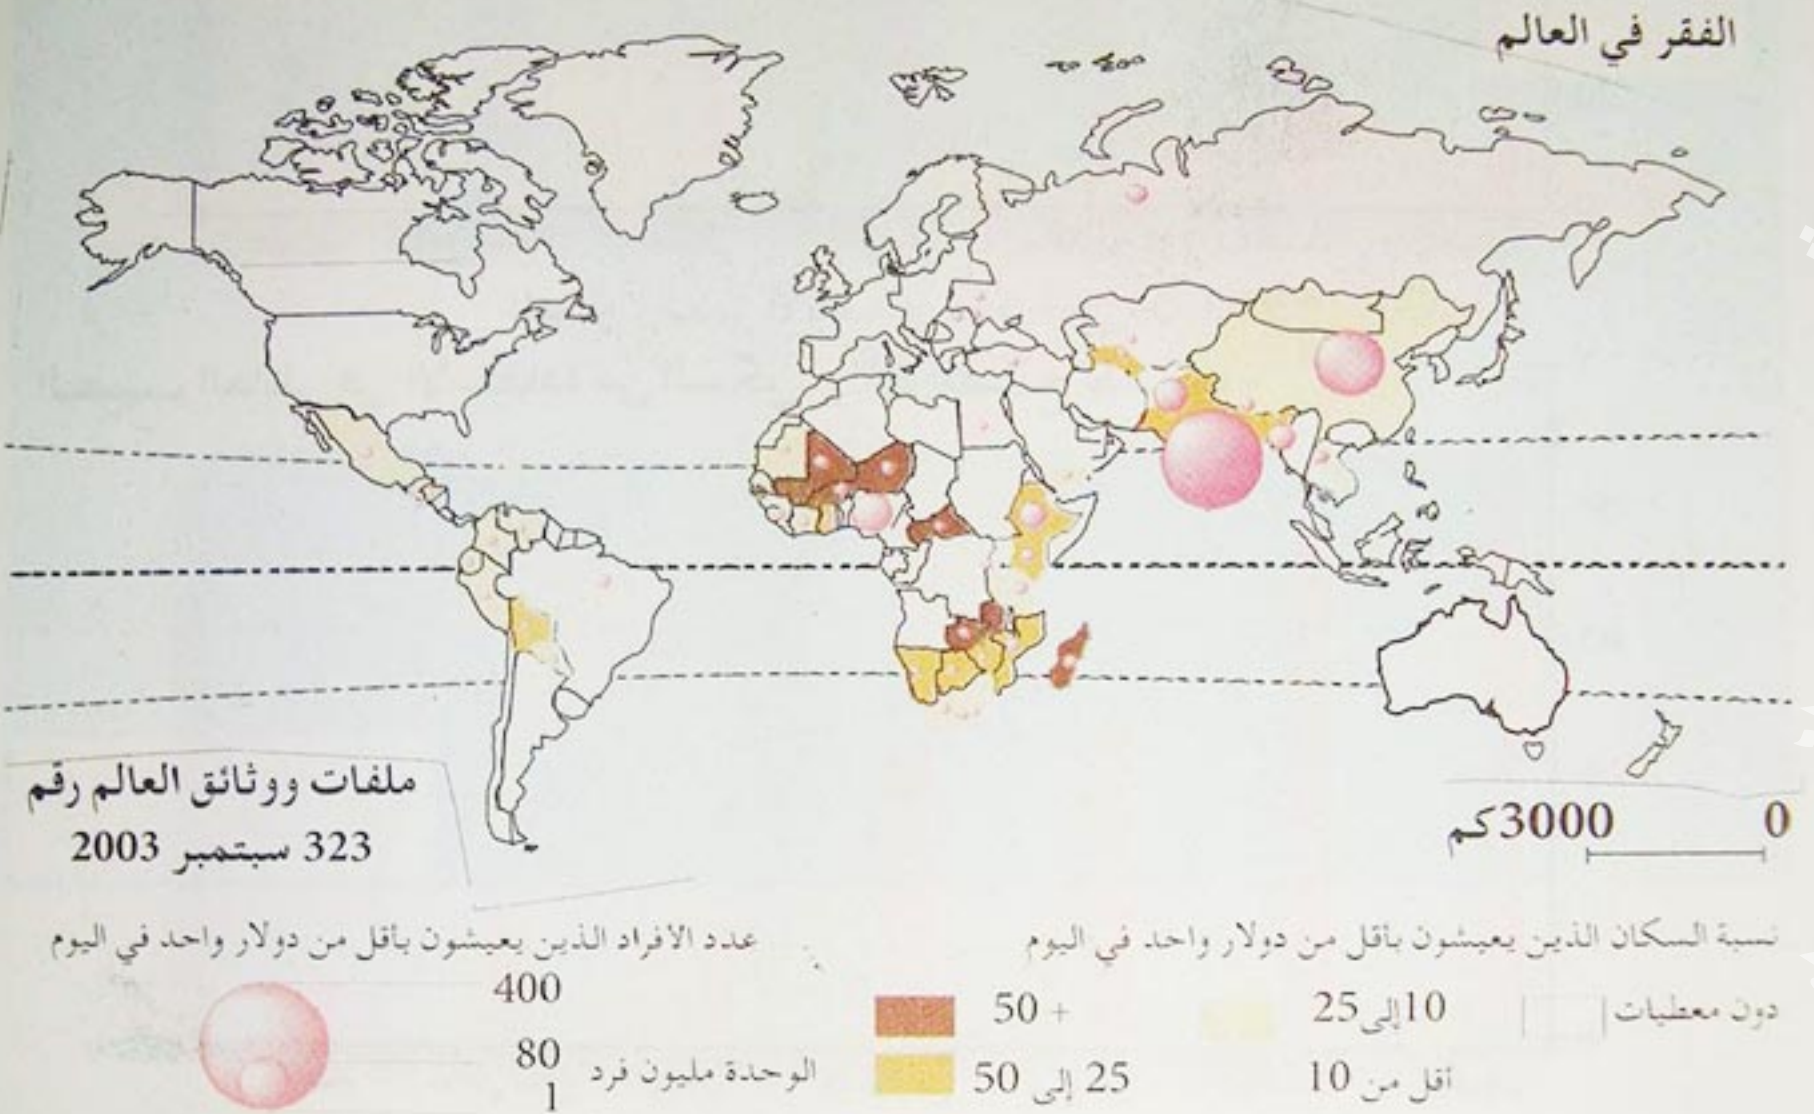 الفقر في العالم
ملفات ووثائق العالم رقم
323 سبتمبر 2003
0 3000كم
نسبة السكان الذين يعيشون بأقل من دولار واحد في اليوم
دون معطيات
10إلى25
+ 50
أقل من 10
25 إلى 50
عدد الأفراد الذين يعيشون بأقل من دولار واحد في اليوم
400
80
1
الوحدة مليون فرد